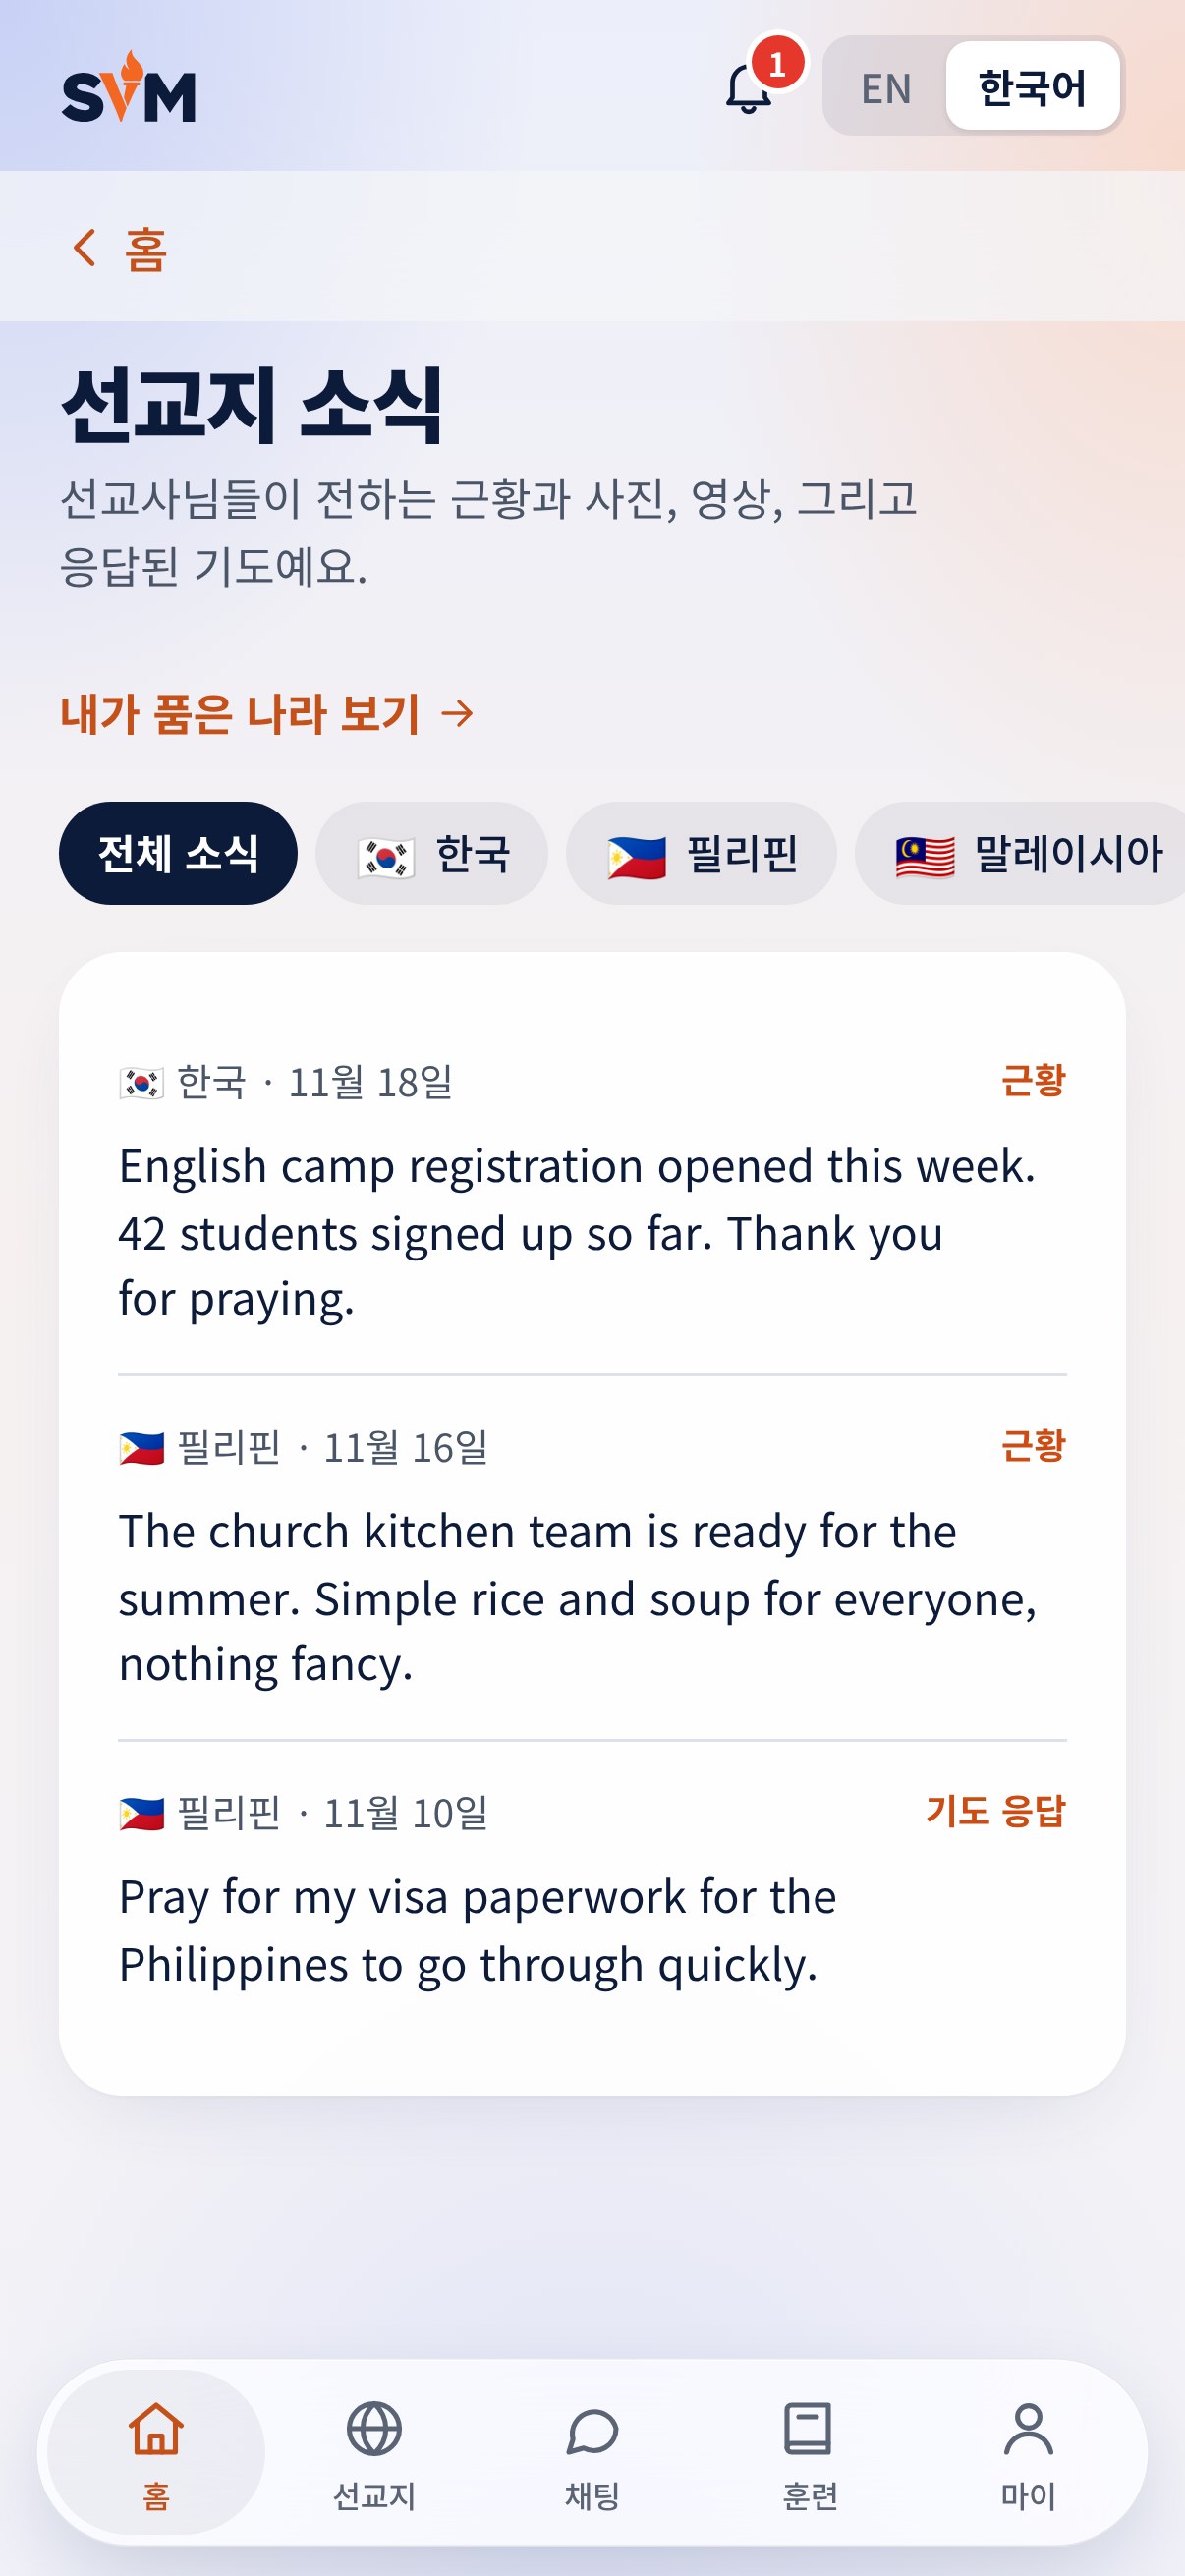 SVM
1
EN
한국어
홈
선교지 소식
선교사님들이 전하는 근황과 사진, 영상, 그리고
응답된 기도예요.
내가 품은 나라 보기 →
전체 소식
🇰🇷 한국
🇵🇭 필리핀
🇲🇾 말레이시아
🇰🇷 한국 · 11월 18일
근황
English camp registration opened this week.
42 students signed up so far. Thank you
for praying.
🇵🇭 필리핀 · 11월 16일
근황
The church kitchen team is ready for the
summer. Simple rice and soup for everyone,
nothing fancy.
🇵🇭 필리핀 · 11월 10일
기도 응답
Pray for my visa paperwork for the
Philippines to go through quickly.
홈
선교지
채팅
훈련
마이